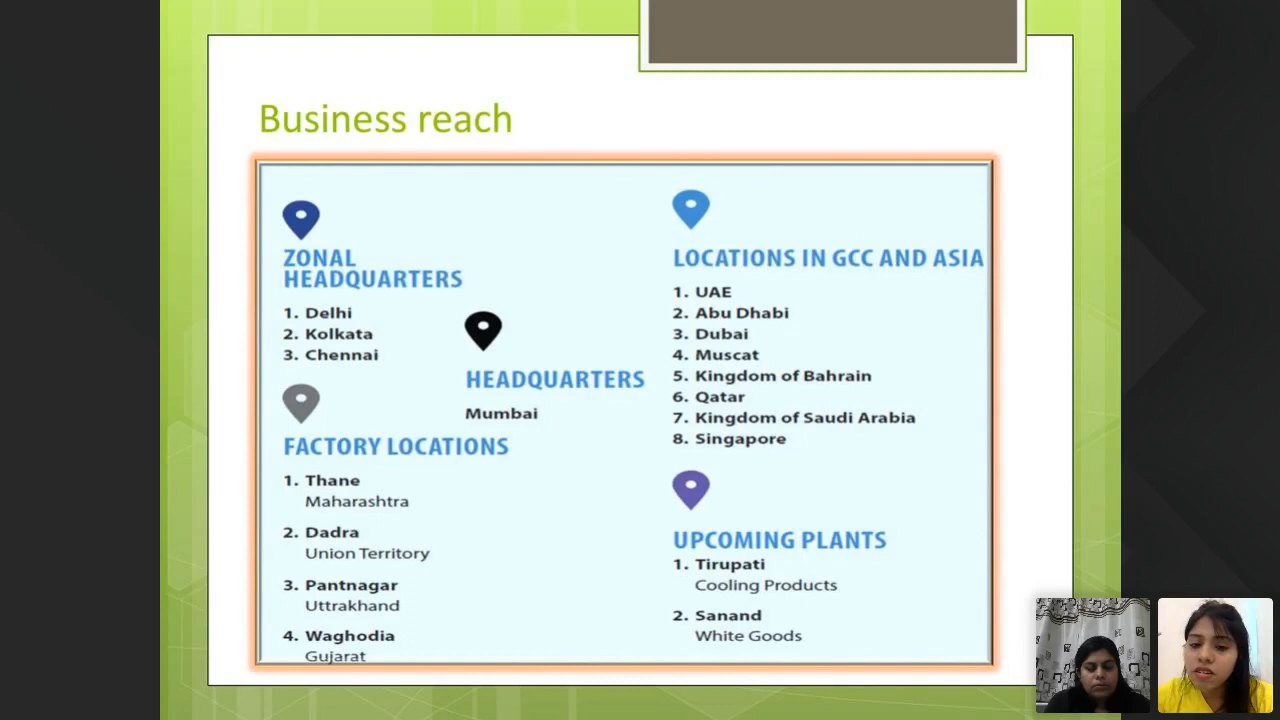 Business reach
ZONAL
HEADQUARTERS
1. Delhi
2. Kolkata
3. Chennai
HEADQUARTERS
Mumbai
FACTORY LOCATIONS
1. Thane
Maharashtra
2. Dadra
Union Territory
3. Pantnagar
Uttrakhand
4. Waghodia
Gujarat
LOCATIONS IN GCC AND ASIA
1. UAE
2. Abu Dhabi
3. Dubai
4. Muscat
5. Kingdom of Bahrain
6. Qatar
7. Kingdom of Saudi Arabia
8. Singapore
UPCOMING PLANTS
1. Tirupati
Cooling Products
2. Sanand
White Goods